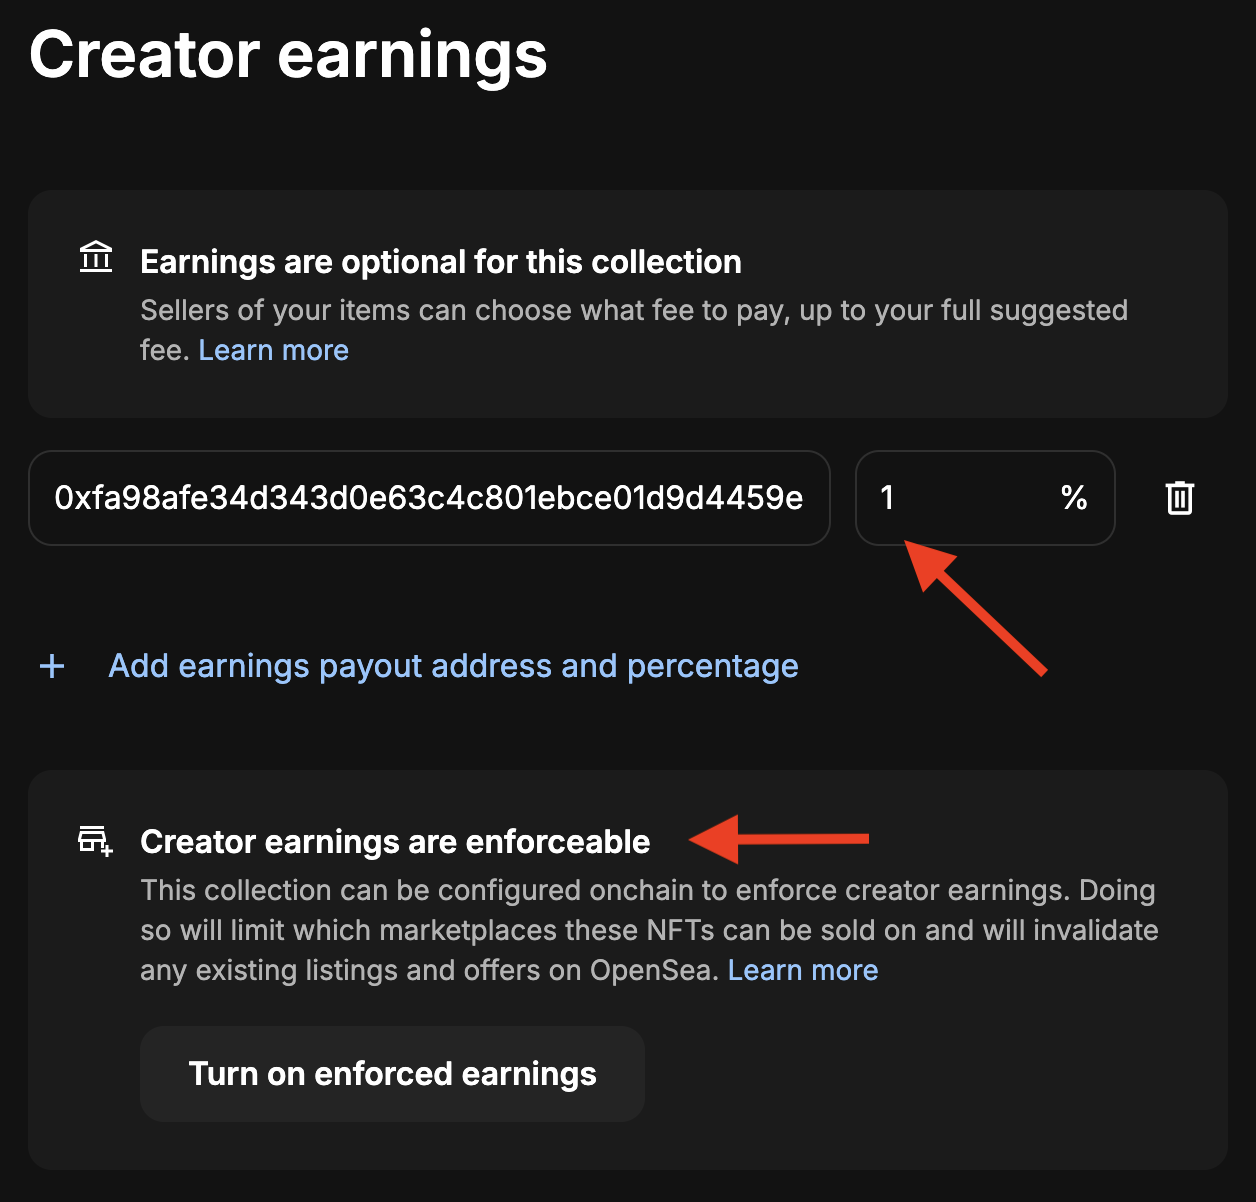 Creator earnings
Earnings are optional for this collection
Sellers of your items can choose what fee to pay, up to your full suggested
fee. Learn more
0xfa98afe34d343d0e63c4c801ebce01d9d4459e
1 %
+ Add earnings payout address and percentage
Creator earnings are enforceable
This collection can be configured onchain to enforce creator earnings. Doing
so will limit which marketplaces these NFTs can be sold on and will invalidate
any existing listings and offers on OpenSea. Learn more
Turn on enforced earnings